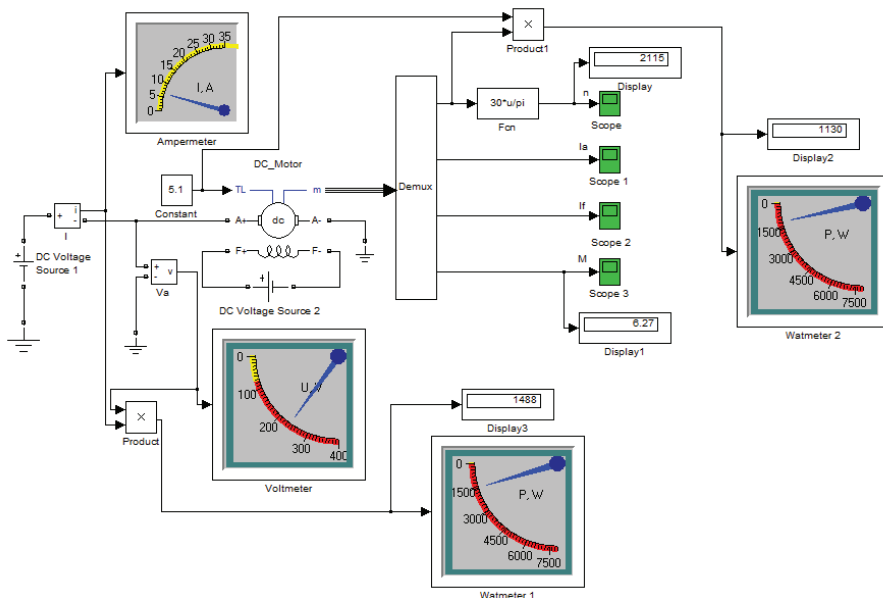 0
5
10
15
20
25
30
35
I, A
Ampermeter
×
Product1
2115
Display
30*u/pi
Fcn
n
Scope
Ia
Scope 1
If
Scope 2
M
Scope 3
6.27
Display1
1130
Display2
0
1500
3000
4500
6000
7500
P, W
Watmeter 2
DC_Motor
5.1
Constant
TL
m
Demux
A+
dc
A-
F+
F-
DC Voltage Source 2
+
-
i
I
+
DC Voltage
Source 1
+
-
v
Va
+
0
100
200
300
400
U, V
Voltmeter
×
Product
1488
Display3
0
1500
3000
4500
6000
7500
P, W
Watmeter 1